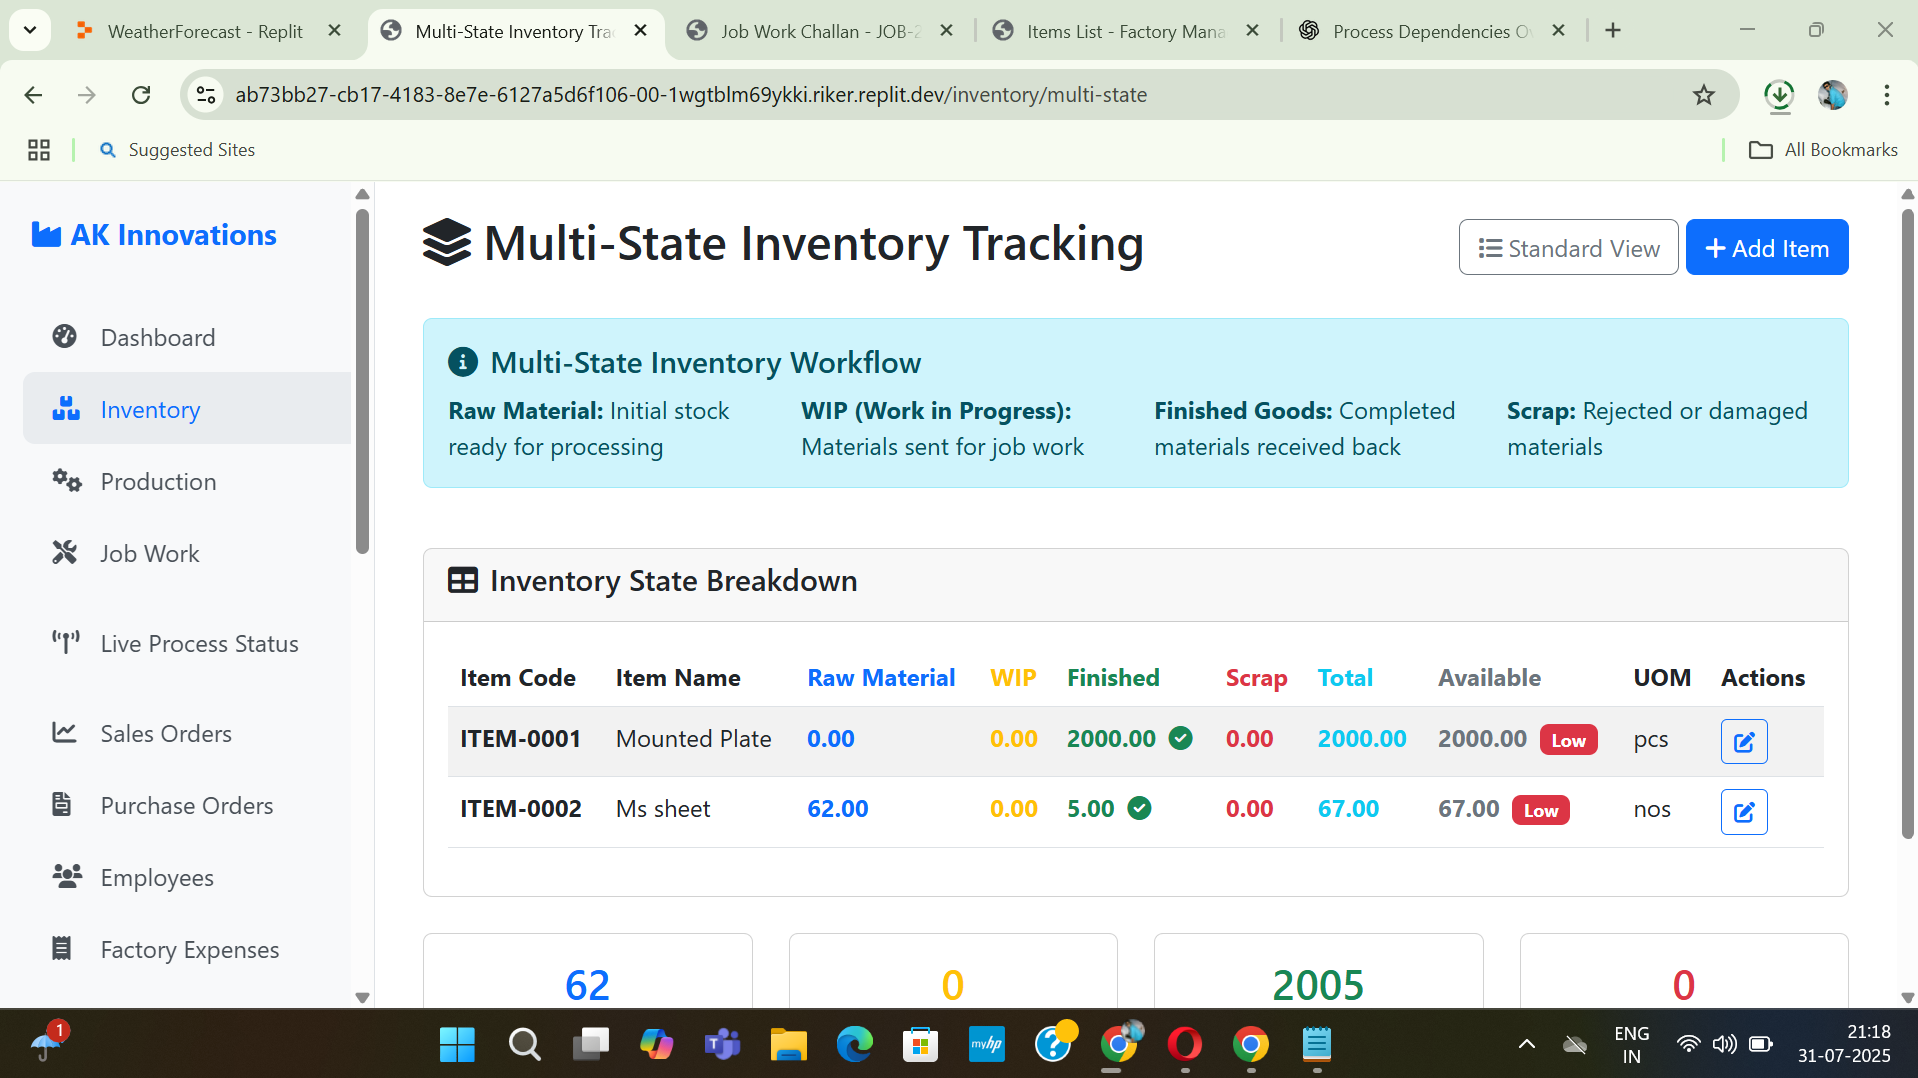 WeatherForecast - Replit
Multi-State Inventory Tra
Job Work Challan - JOB-2
Items List - Factory Mana
Process Dependencies Ov
ab73bb27-cb17-4183-8e7e-6127a5d6f106-00-1wgtblm69ykki.riker.replit.dev/inventory/multi-state
Suggested Sites
All Bookmarks
AK Innovations
Dashboard
Inventory
Production
Job Work
Live Process Status
Sales Orders
Purchase Orders
Employees
Factory Expenses
Multi-State Inventory Tracking
Standard View
Add Item
Multi-State Inventory Workflow
Raw Material: Initial stock
ready for processing
WIP (Work in Progress):
Materials sent for job work
Finished Goods: Completed
materials received back
Scrap: Rejected or damaged
materials
Inventory State Breakdown
Item Code Item Name Raw Material WIP Finished Scrap Total Available UOM Actions
ITEM-0001 Mounted Plate 0.00 0.00 2000.00 0.00 2000.00 2000.00 Low pcs
ITEM-0002 Ms sheet 62.00 0.00 5.00 0.00 67.00 67.00 Low nos
62 0 2005 0
1
T
myhp
?
ENG
IN
21:18
31-07-2025